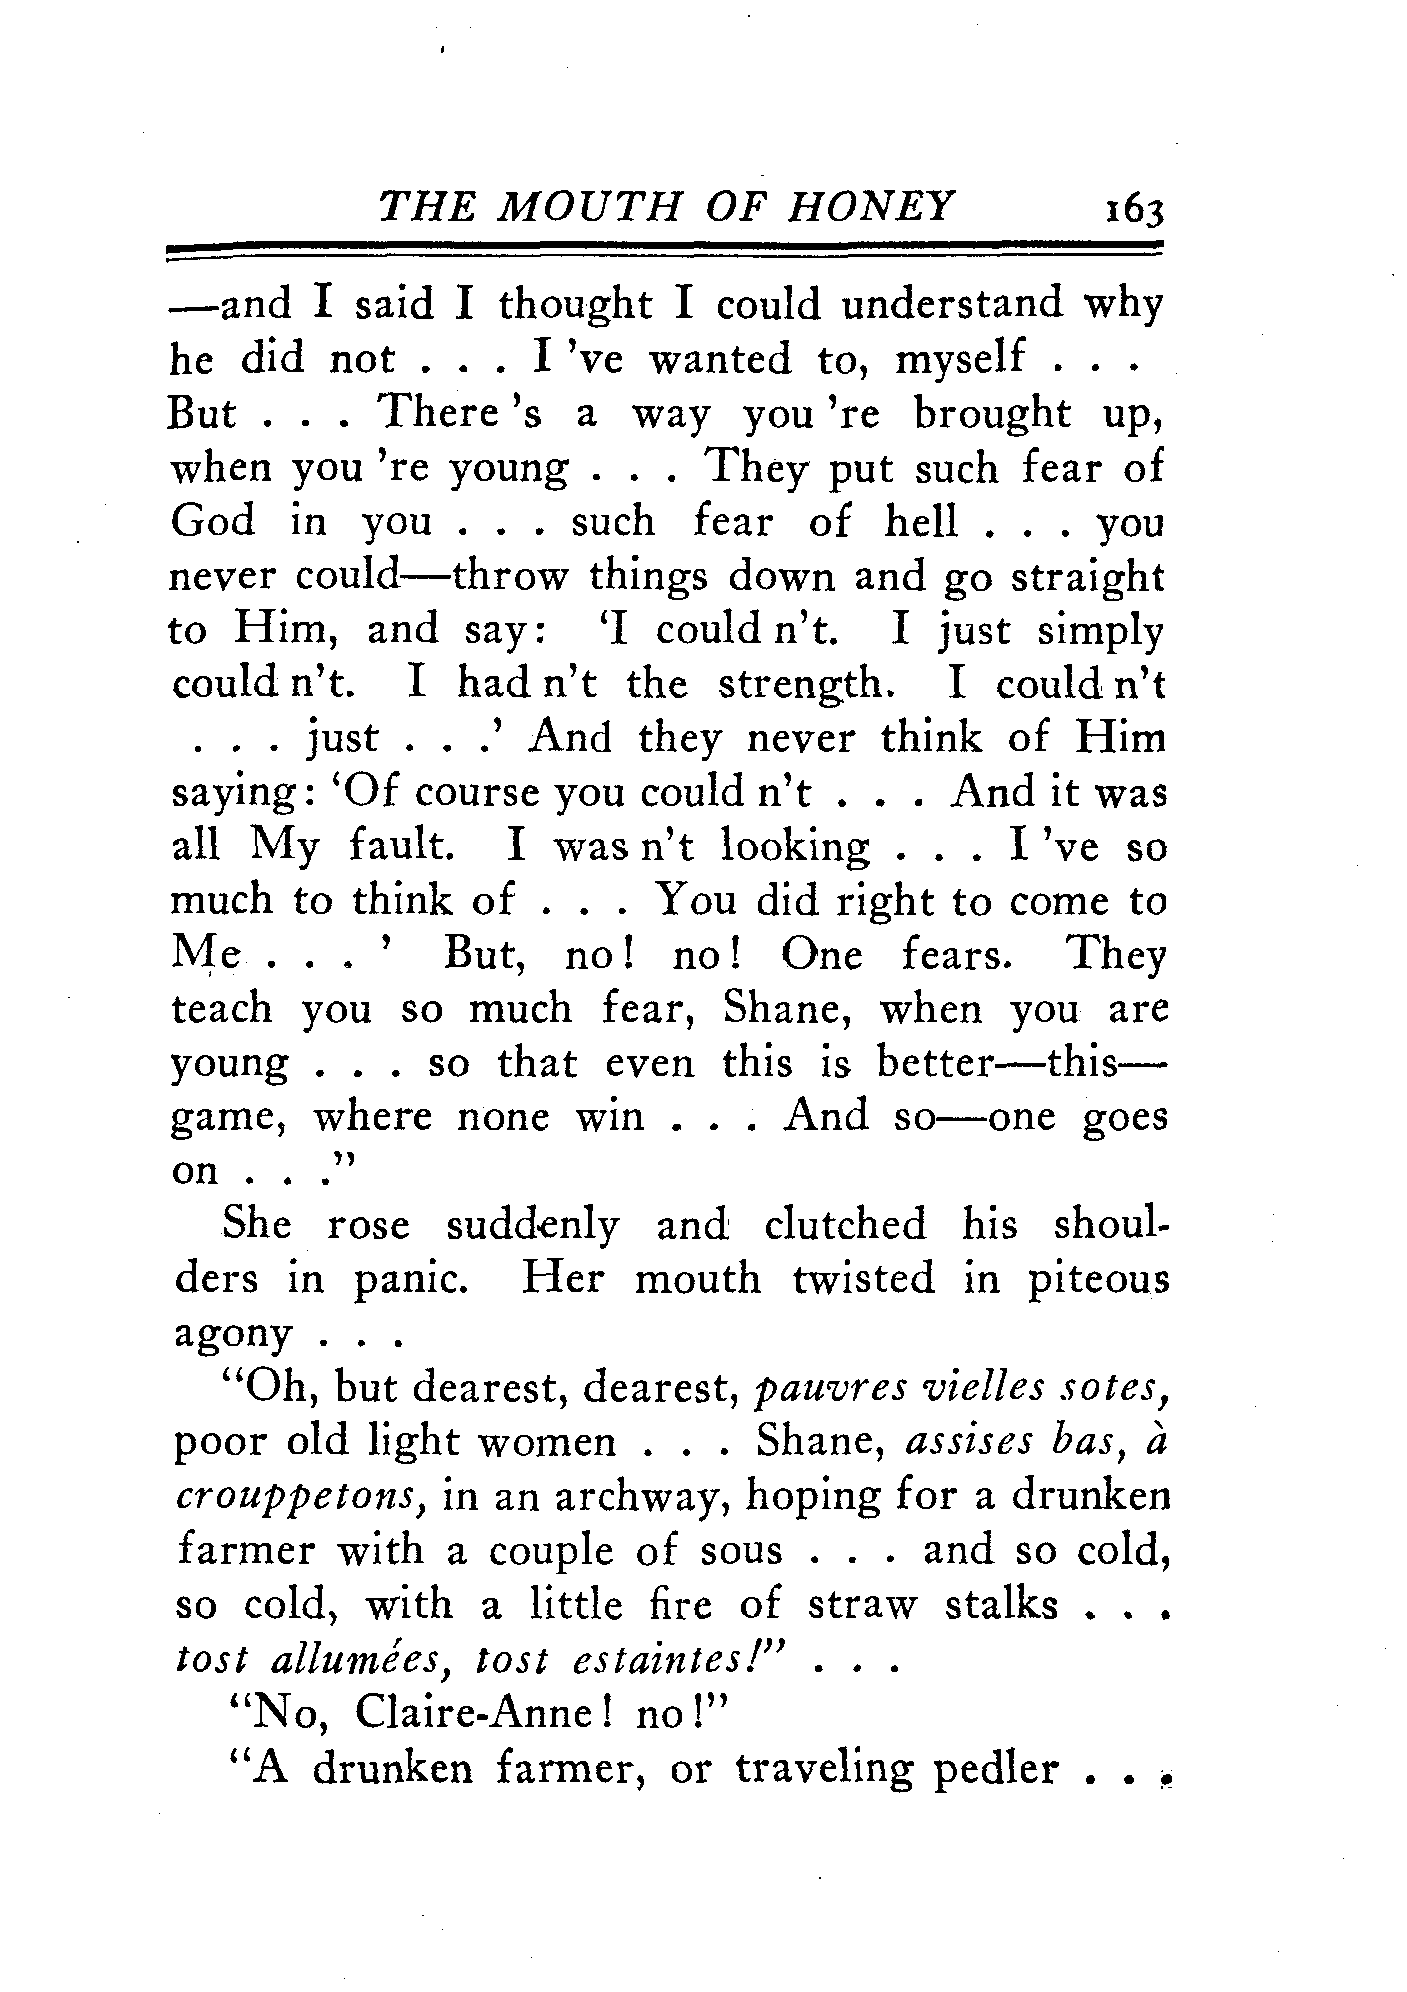 THE MOUTH OF HONEY 163
—and I said I thought I could understand why
he did not . . . I 've wanted to, myself . . .
But . . . There 's a way you 're brought up,
when you 're young . . . They put such fear of
God in you . . . such fear of hell . . . you
never could—throw things down and go straight
to Him, and say: 'I could n't. I just simply
could n't. I had n't the strength. I could n't
. . . just . . .' And they never think of Him
saying: 'Of course you could n't . . . And it was
all My fault. I was n't looking . . . I 've so
much to think of . . . You did right to come to
Me . . . ' But, no! no! One fears. They
teach you so much fear, Shane, when you are
young . . . so that even this is better—this—
game, where none win . . . And so—one goes
on . . ."
She rose suddenly and clutched his shoul-
ders in panic. Her mouth twisted in piteous
agony . . .
"Oh, but dearest, dearest, pauvres vielles sotes,
poor old light women . . . Shane, assises bas, à
crouppetons, in an archway, hoping for a drunken
farmer with a couple of sous . . . and so cold,
so cold, with a little fire of straw stalks . . .
tost allumées, tost estaintes!" . . .
"No, Claire-Anne! no!"
"A drunken farmer, or traveling pedler . . .